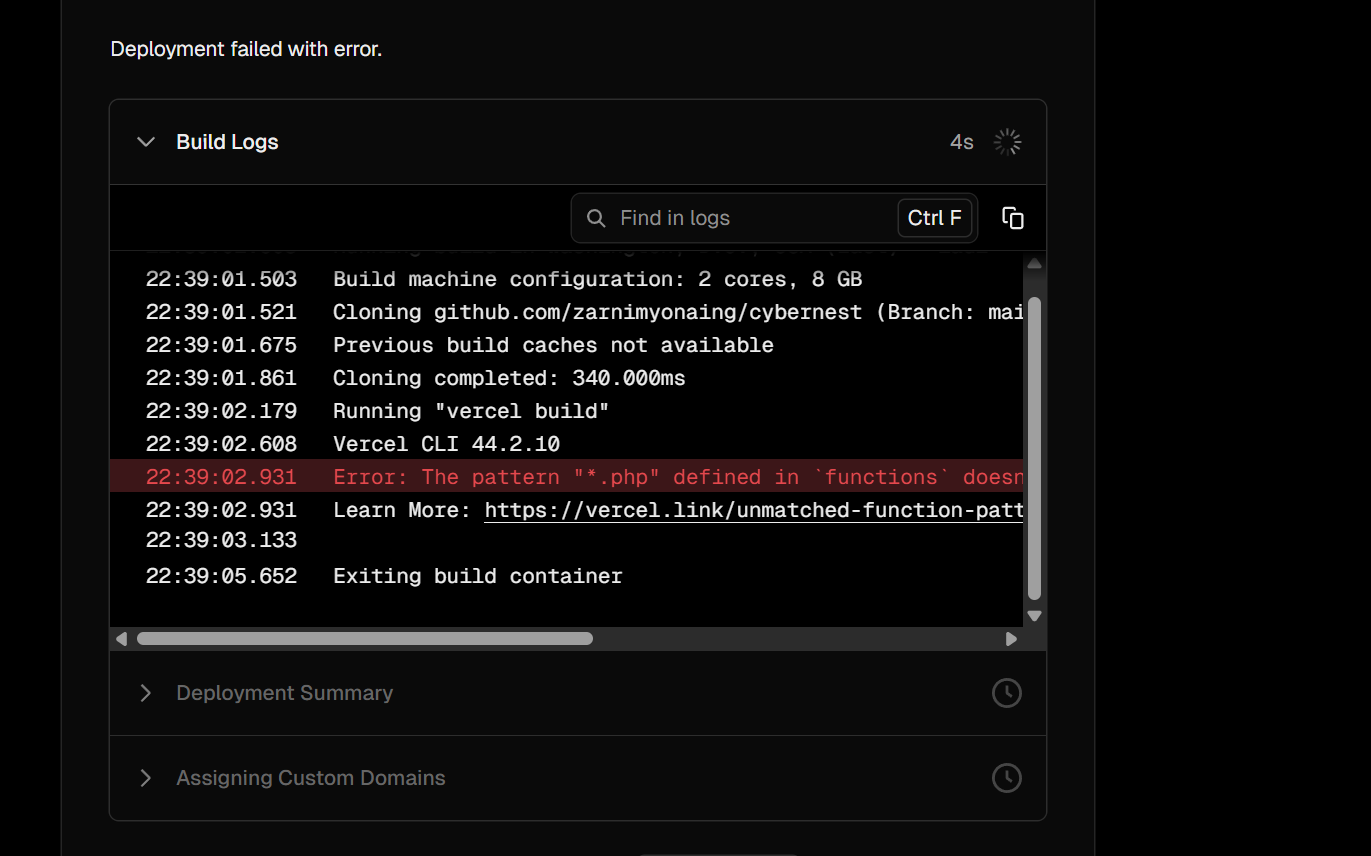 Deployment failed with error.
Build Logs
4s
Find in logs
Ctrl F
22:39:01.503 Build machine configuration: 2 cores, 8 GB
22:39:01.521 Cloning github.com/zarnimyonaing/cybernest (Branch: mai
22:39:01.675 Previous build caches not available
22:39:01.861 Cloning completed: 340.000ms
22:39:02.179 Running "vercel build"
22:39:02.608 Vercel CLI 44.2.10
22:39:02.931 Error: The pattern "*.php" defined in `functions` doesn
22:39:02.931 Learn More: https://vercel.link/unmatched-function-patt
22:39:03.133
22:39:05.652 Exiting build container
Deployment Summary
Assigning Custom Domains